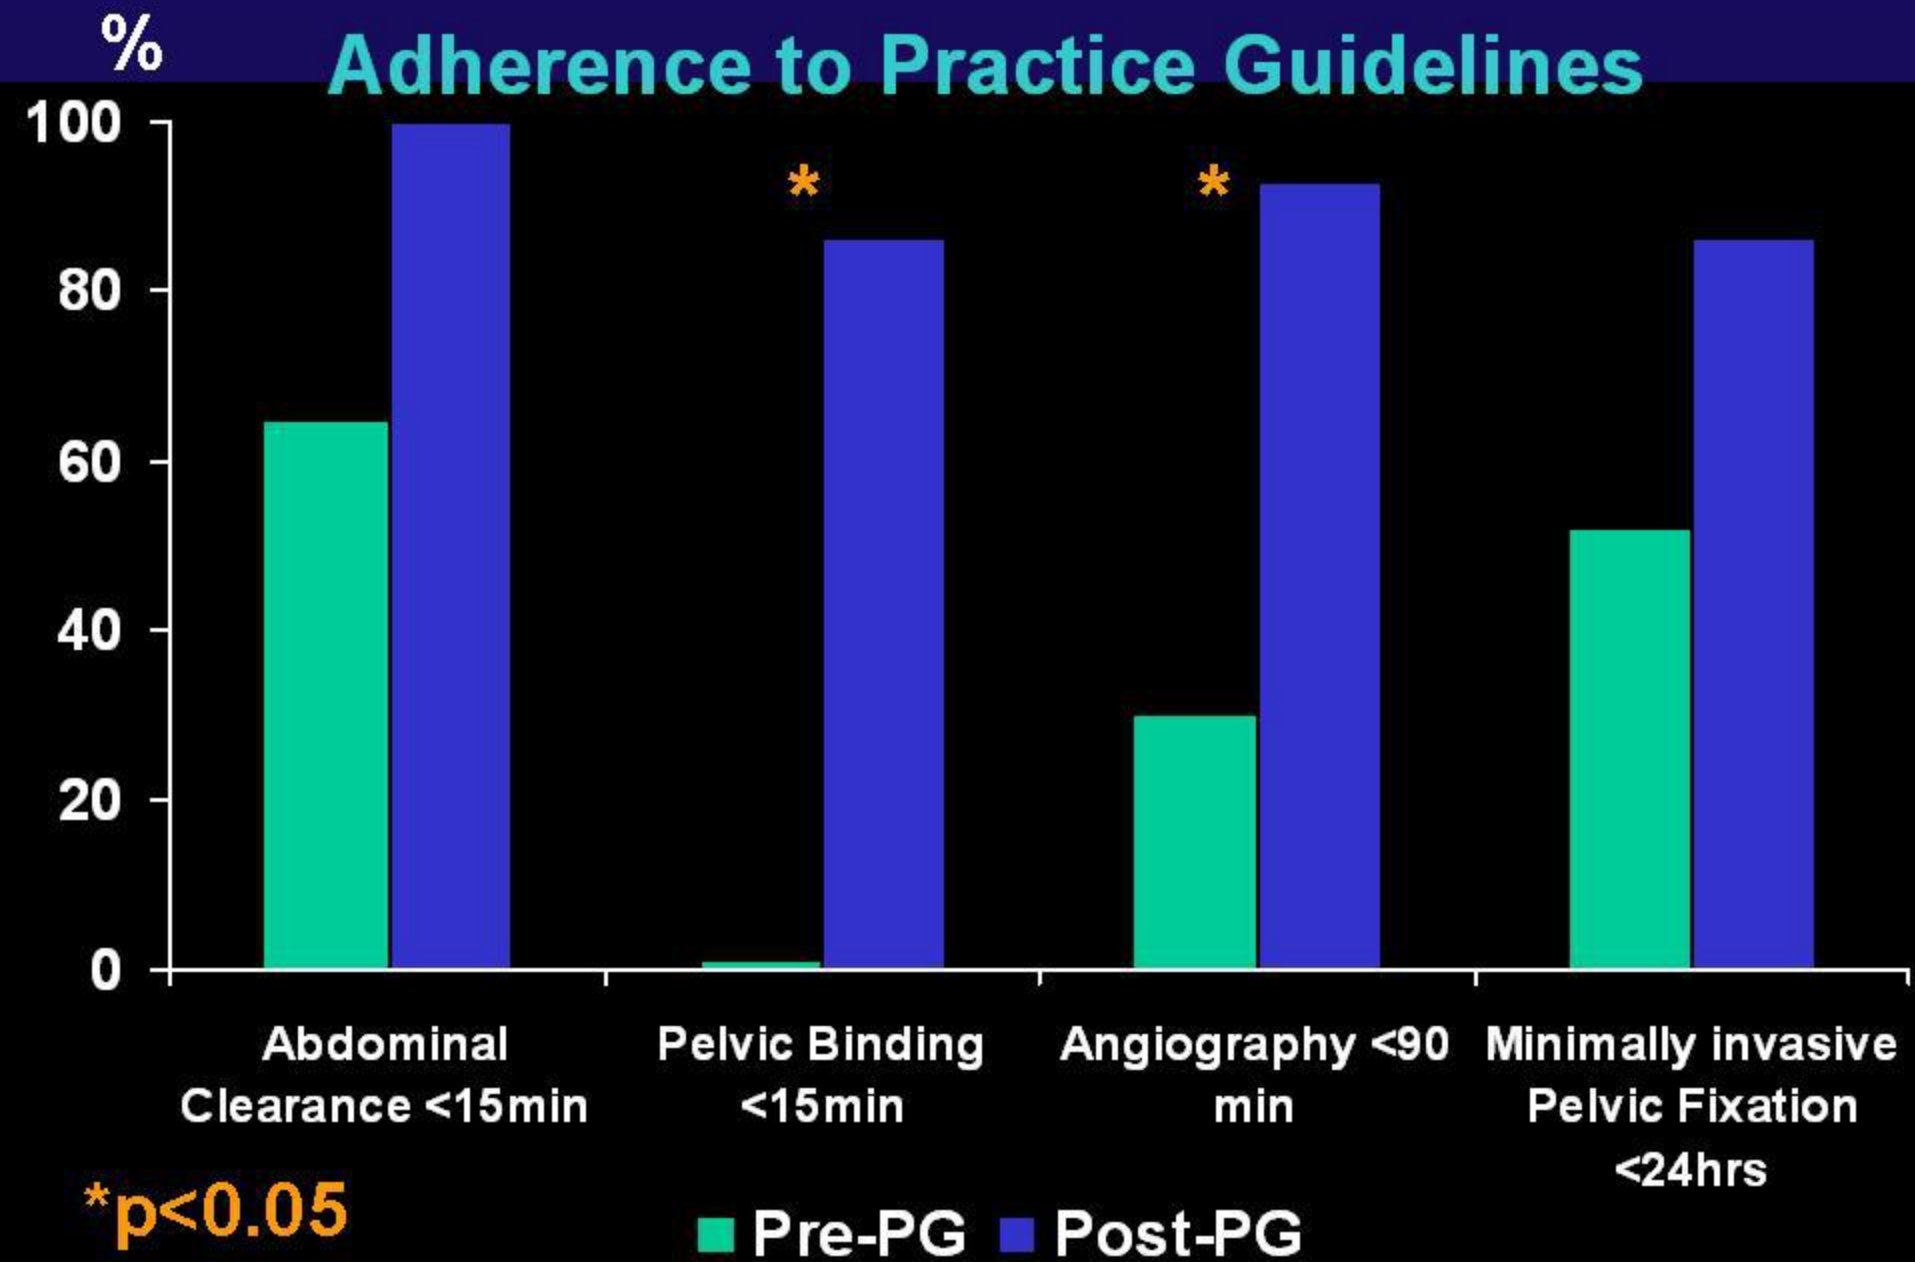 %
Adherence to Practice Guidelines
100
80
60
40
20
0
*
*
Abdominal
Clearance <15min
Pelvic Binding
<15min
Angiography <90
min
Minimally invasive
Pelvic Fixation
<24hrs
*p<0.05
Pre-PG
Post-PG